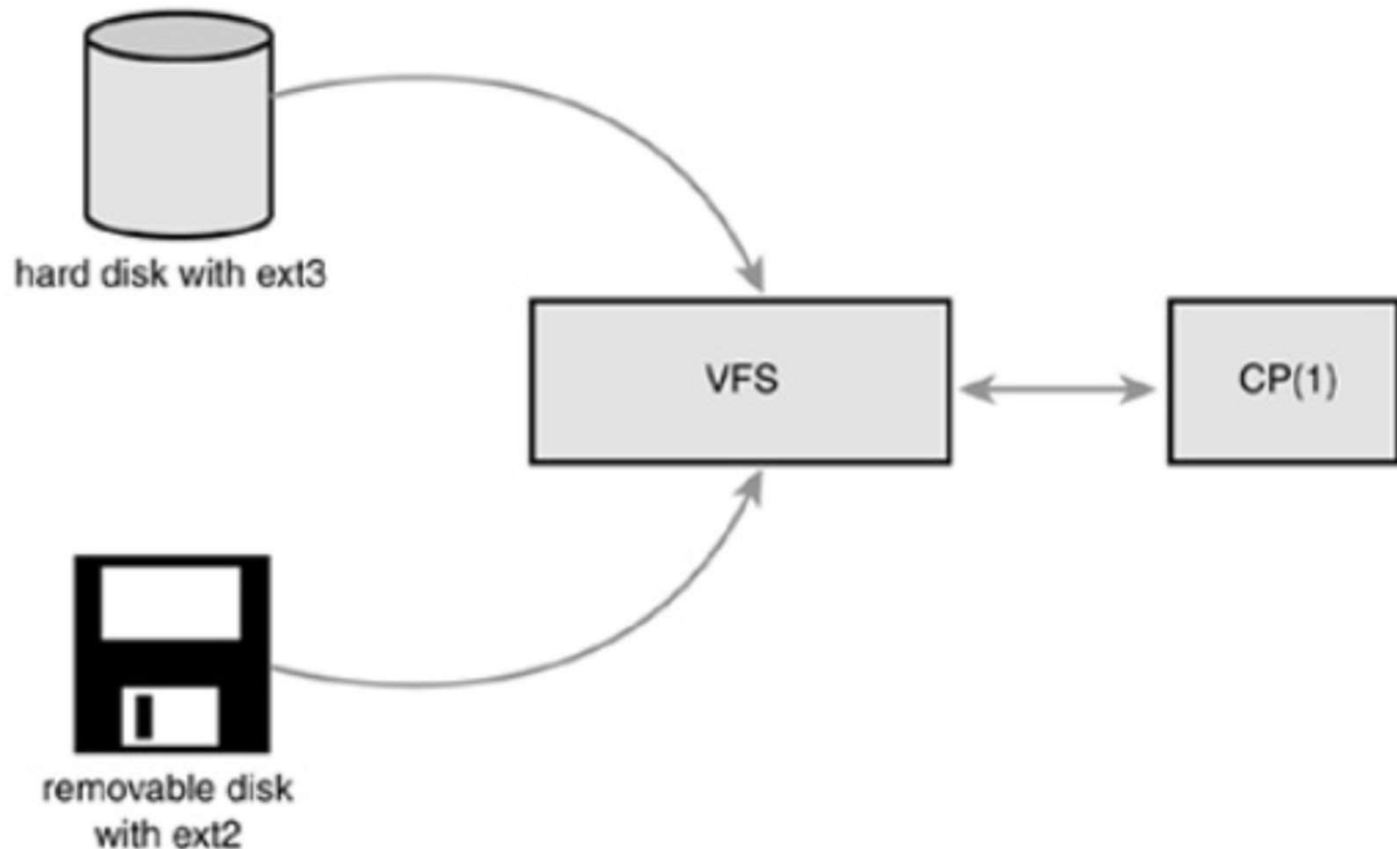 hard disk with ext3
VFS
CP(1)
removable disk
with ext2